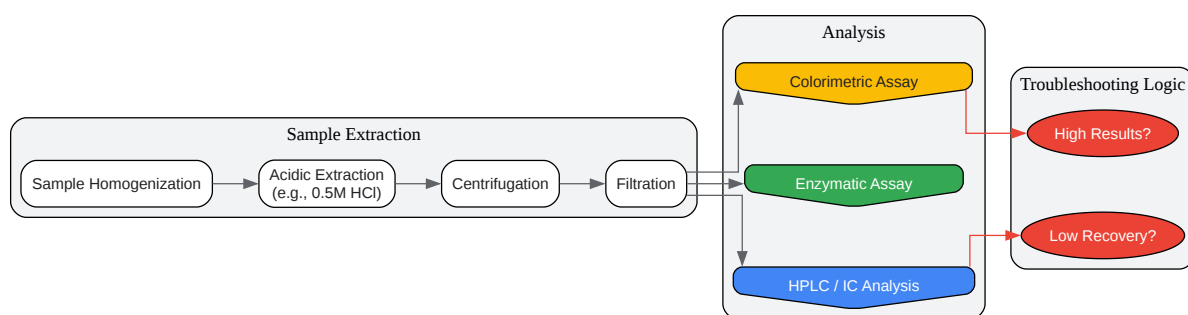 Sample Extraction
Sample Homogenization
Acidic Extraction
(e.g., 0.5M HCl)
Centrifugation
Filtration
Analysis
Colorimetric Assay
Enzymatic Assay
HPLC / IC Analysis
Troubleshooting Logic
High Results?
Low Recovery?